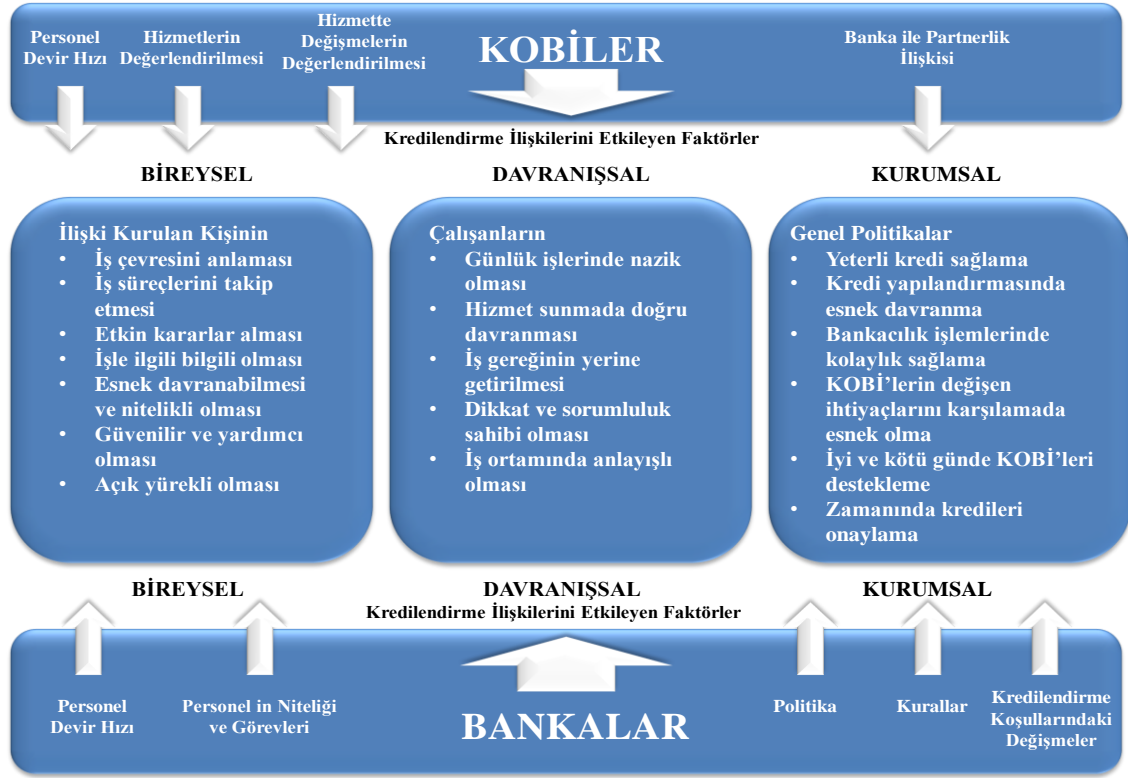 Personel
Devir Hızı
Hizmetlerin
Değerlendirilmesi
Hizmette
Değişmelerin
Değerlendirilmesi
KOBİLER
Banka ile Partnerlik
İlişkisi
Kredilendirme İlişkilerini Etkileyen Faktörler
BİREYSEL
DAVRANIŞSAL
KURUMSAL
İlişki Kurulan Kişinin
• İş çevresini anlaması
• İş süreçlerini takip
etmesi
• Etkin kararlar alması
• İşle ilgili bilgili olması
• Esnek davranabilmesi
ve nitelikli olması
• Güvenilir ve yardımcı
olması
• Açık yürekli olması
Çalışanların
• Günlük işlerinde nazik
olması
• Hizmet sunmada doğru
davranması
• İş gereğinin yerine
getirilmesi
• Dikkat ve sorumluluk
sahibi olması
• İş ortamında anlayışlı
olması
Genel Politikalar
• Yeterli kredi sağlama
• Kredi yapılandırmasında
esnek davranma
• Bankacılık işlemlerinde
kolaylık sağlama
• KOBİ’lerin değişen
ihtiyaçlarını karşılamada
esnek olma
• İyi ve kötü günde KOBİ’leri
destekleme
• Zamanında kredileri
onaylama
BİREYSEL
DAVRANIŞSAL
KURUMSAL
Kredilendirme İlişkilerini Etkileyen Faktörler
Personel
Devir Hızı
Personel in Niteliği
ve Görevleri
BANKALAR
Politika
Kurallar
Kredilendirme
Koşullarındaki
Değişmeler